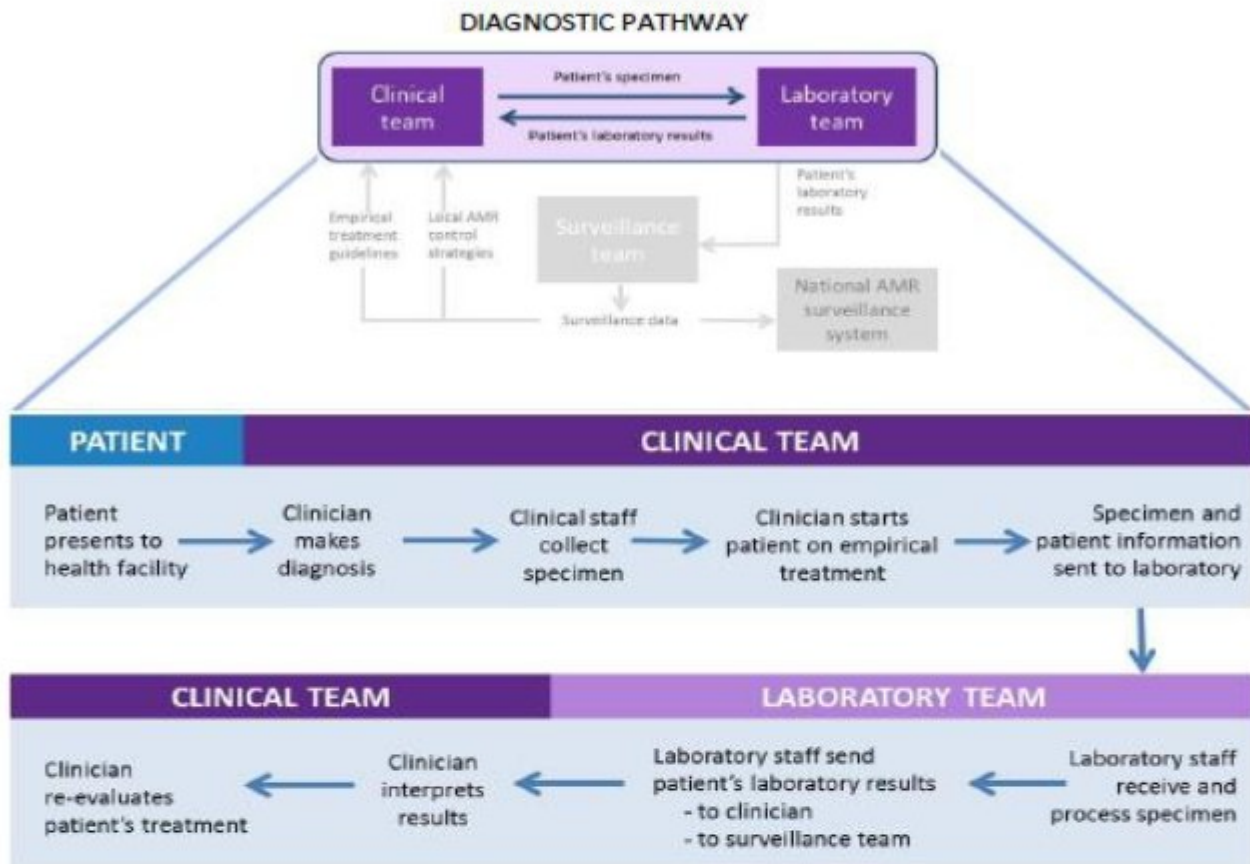 DIAGNOSTIC PATHWAY
Clinical
team
Patient's specimen
Patient's laboratory results
Laboratory
team
Empirical
treatment
guidelines
Local AMR
control
strategies
Patient's
laboratory
results
Surveillance
team
Surveillance data
National AMR
surveillance
system
PATIENT
CLINICAL TEAM
Patient
presents to
health facility
Clinician
makes
diagnosis
Clinical staff
collect
specimen
Clinician starts
patient on empirical
treatment
Specimen and
patient information
sent to laboratory
CLINICAL TEAM
LABORATORY TEAM
Clinician
re-evaluates
patient's treatment
Clinician
interprets
results
Laboratory staff send
patient's laboratory results
- to clinician
- to surveillance team
Laboratory staff
receive and
process specimen